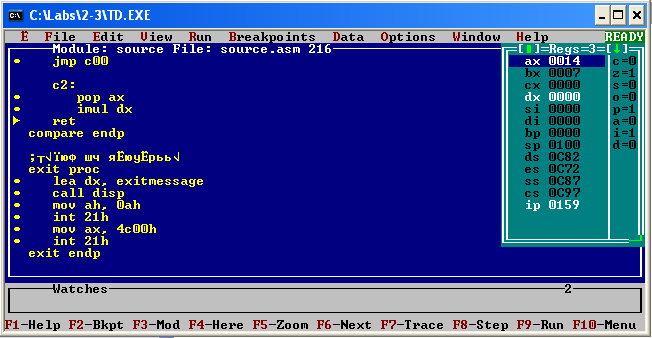 C:\Labs\2-3\TD.EXE
Ё File Edit View Run Breakpoints Data Options Window Help READY
Module: source File: source.asm 216
jmp c00
c2:
pop ax
imul dx
ret
compare endp
;т√їюф шч яЁюуЁрьь√
exit proc
lea dx, exitmessage
call disp
mov ah, 0ah
int 21h
mov ax, 4c00h
int 21h
exit endp
Regs=3
ax 0014 c=0
bx 0007 z=1
cx 0000 s=0
dx 0000 o=0
si 0000 p=1
di 0000 a=0
bp 0000 i=1
sp 0100 d=0
ds 0C82
es 0C72
ss 0C87
cs 0C97
ip 0159
Watches 2
F1-Help F2-Bkpt F3-Mod F4-Here F5-Zoom F6-Next F7-Trace F8-Step F9-Run F10-Menu